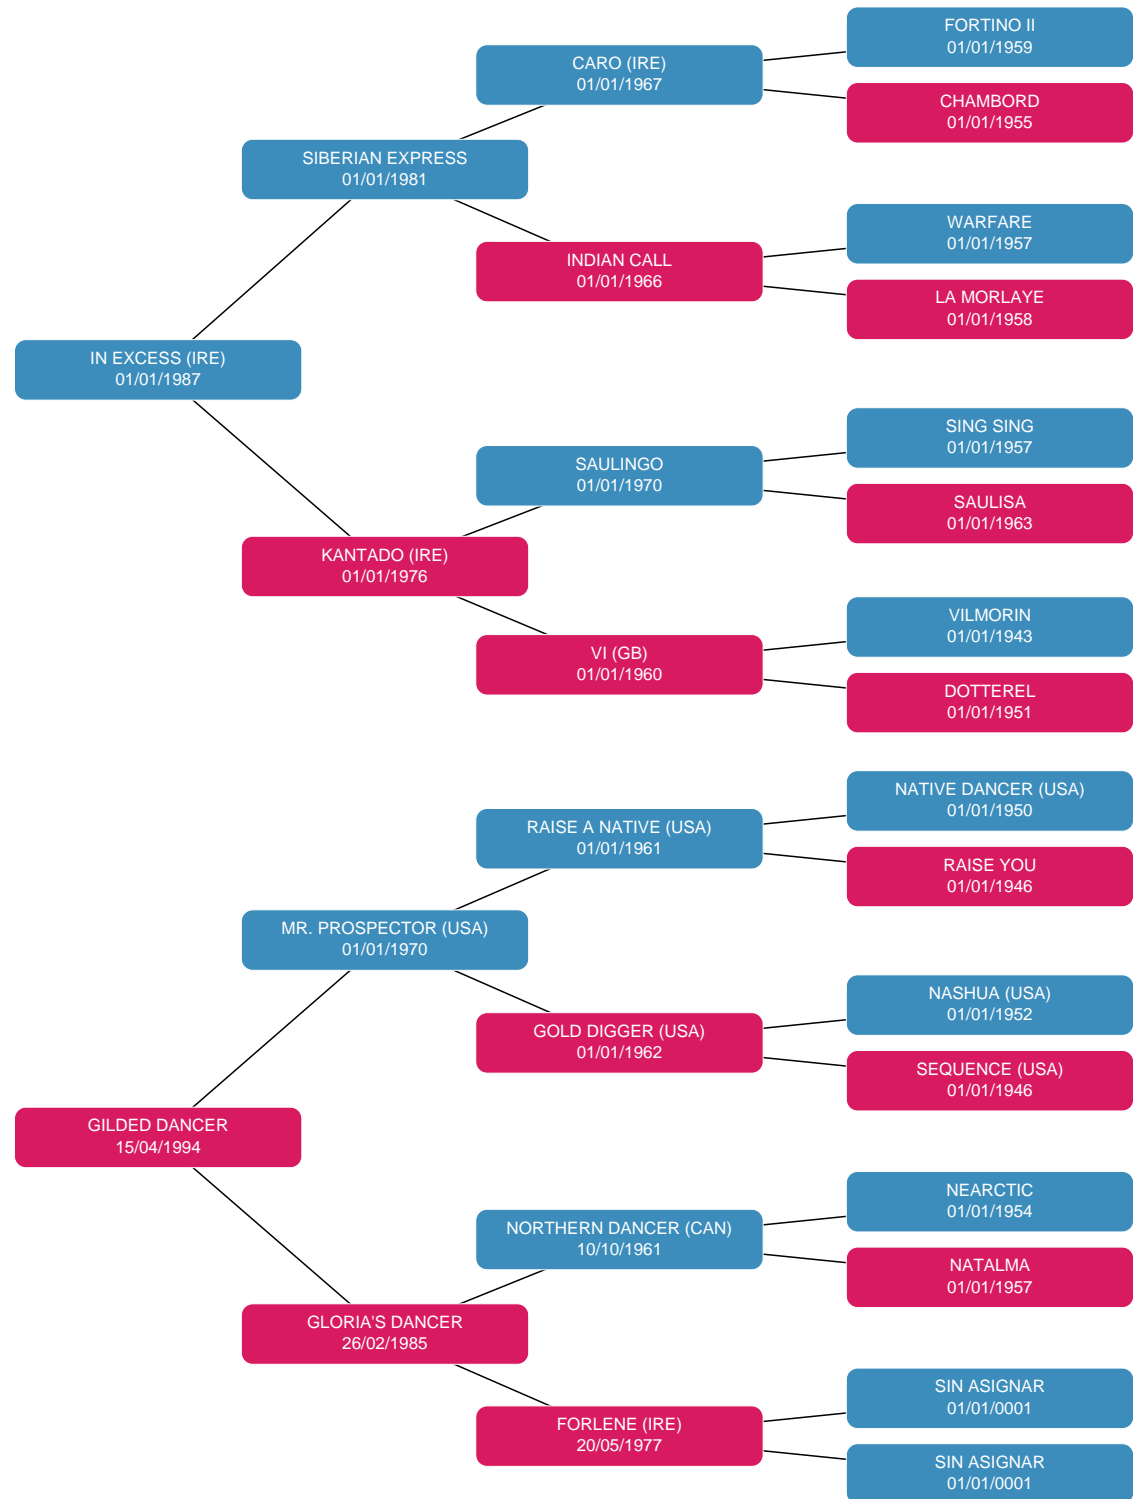 FORTINO II
01/01/1959
CARO (IRE)
01/01/1967
CHAMBORD
01/01/1955
SIBERIAN EXPRESS
01/01/1981
WARFARE
01/01/1957
INDIAN CALL
01/01/1966
LA MORLAYE
01/01/1958
IN EXCESS (IRE)
01/01/1987
SING SING
01/01/1957
SAULINGO
01/01/1970
SAULISA
01/01/1963
KANTADO (IRE)
01/01/1976
VILMORIN
01/01/1943
VI (GB)
01/01/1960
DOTTEREL
01/01/1951
NATIVE DANCER (USA)
01/01/1950
RAISE A NATIVE (USA)
01/01/1961
RAISE YOU
01/01/1946
MR. PROSPECTOR (USA)
01/01/1970
NASHUA (USA)
01/01/1952
GOLD DIGGER (USA)
01/01/1962
SEQUENCE (USA)
01/01/1946
GILDED DANCER
15/04/1994
NEARCTIC
01/01/1954
NORTHERN DANCER (CAN)
10/10/1961
NATALMA
01/01/1957
GLORIA'S DANCER
26/02/1985
SIN ASIGNAR
01/01/0001
FORLENE (IRE)
20/05/1977
SIN ASIGNAR
01/01/0001